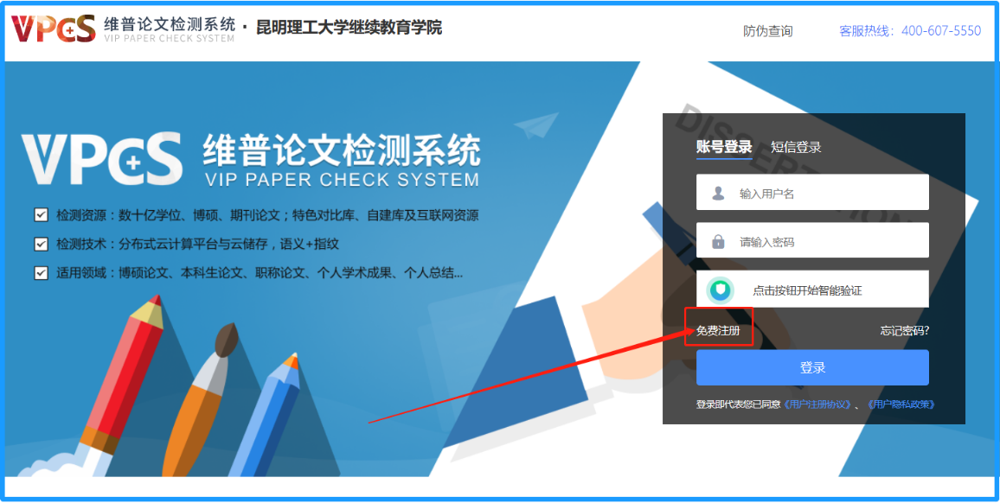 VPCS 维普论文检测系统 · 昆明理工大学继续教育学院
VIP PAPER CHECK SYSTEM
防伪查询 客服热线：400-607-5550
VPCS 维普论文检测系统
VIP PAPER CHECK SYSTEM
检测资源：数十亿学位、博硕、期刊论文；特色对比库、自建库及互联网资源
检测技术：分布式云计算平台与云储存，语义+指纹
适用领域：博硕论文、本科生论文、职称论文、个人学术成果、个人总结...
账号登录 短信登录
输入用户名
请输入密码
点击按钮开始智能验证
免费注册 忘记密码?
登录
登录即代表您已同意《用户注册协议》、《用户隐私政策》